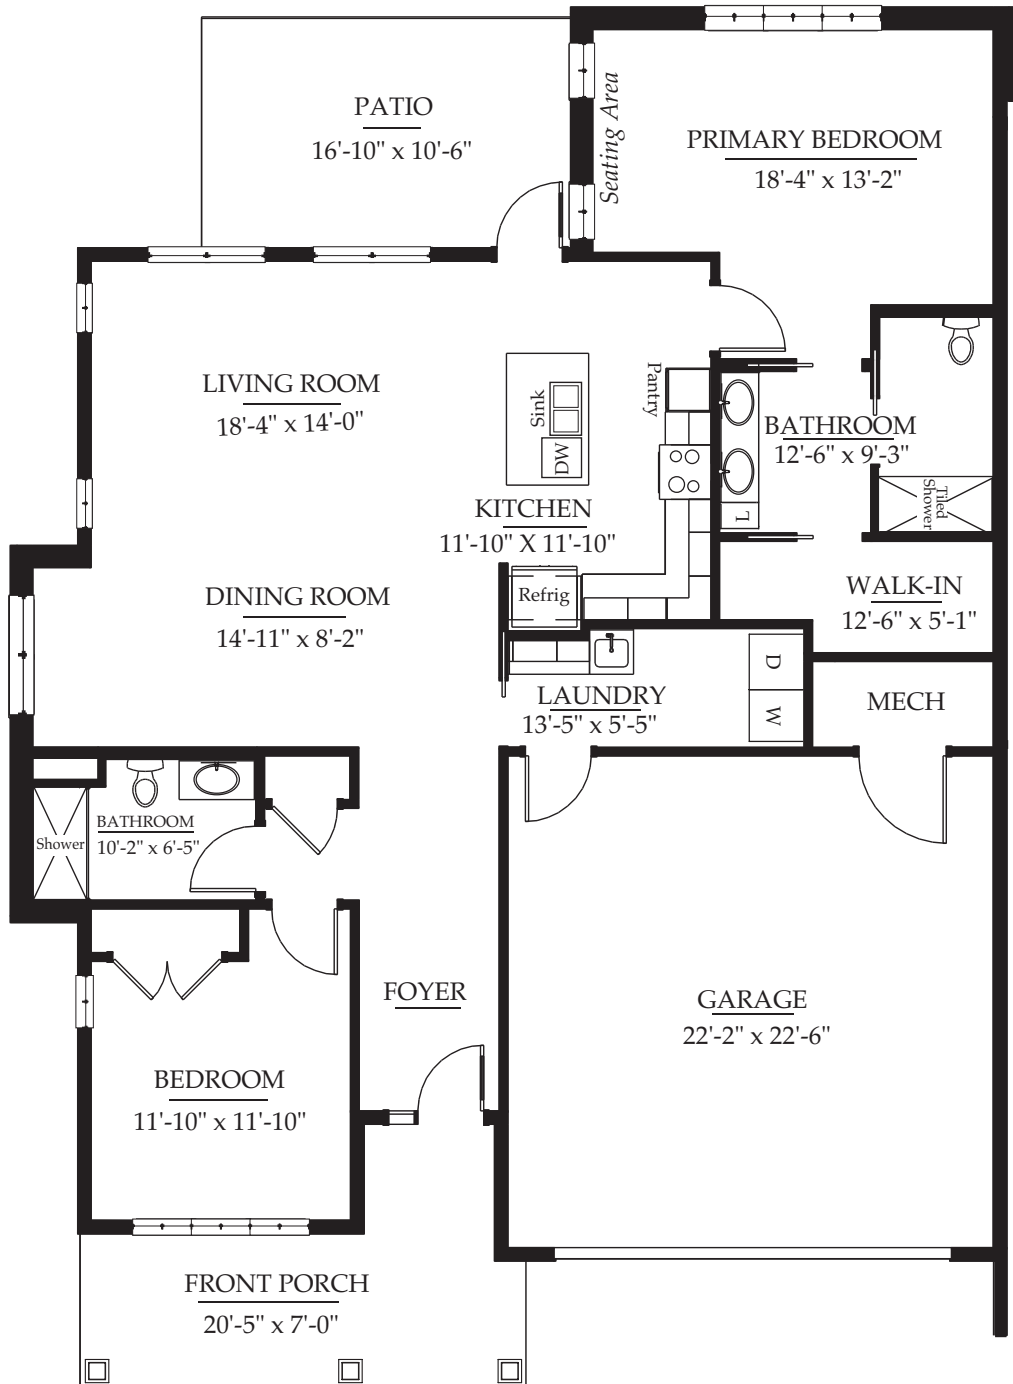 PATIO
16'-10" x 10'-6"
Seating Area
PRIMARY BEDROOM
18'-4" x 13'-2"
LIVING ROOM
18'-4" x 14'-0"
Sink
DW
Pantry
KITCHEN
11'-10" X 11'-10"
BATHROOM
12'-6" x 9'-3"
L
Tiled
Shower
DINING ROOM
14'-11" x 8'-2"
Refrig
WALK-IN
12'-6" x 5'-1"
LAUNDRY
13'-5" x 5'-5"
D
W
MECH
Shower
BATHROOM
10'-2" x 6'-5"
FOYER
GARAGE
22'-2" x 22'-6"
BEDROOM
11'-10" x 11'-10"
FRONT PORCH
20'-5" x 7'-0"